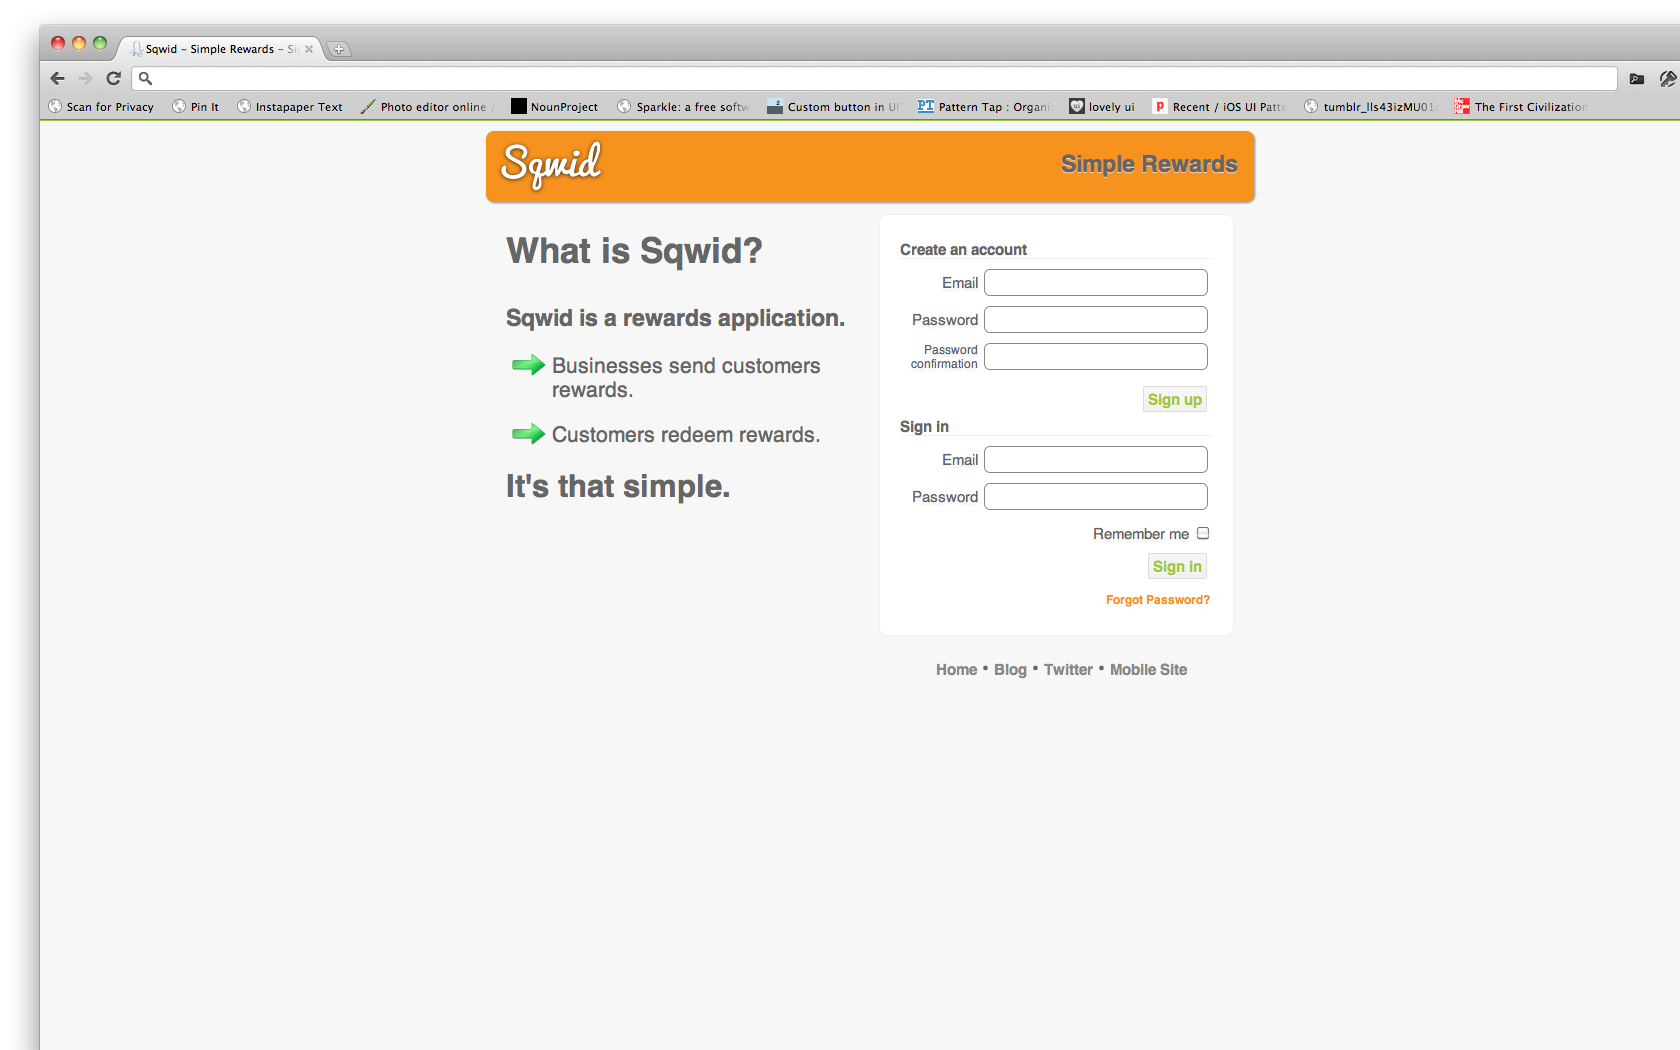 Sqwid – Simple Rewards –
Scan for Privacy
Pin It
Instapaper Text
Photo editor online
NounProject
Sparkle: a free softw
Custom button in UI
Pattern Tap : Organi
lovely ui
Recent / iOS UI Patte
tumblr_lls43izMU01
The First Civilization
Sqwid
Simple Rewards
What is Sqwid?
Sqwid is a rewards application.
Businesses send customers
rewards.
Customers redeem rewards.
It's that simple.
Create an account
Email
Password
Password
confirmation
Sign up
Sign in
Email
Password
Remember me
Sign in
Forgot Password?
Home • Blog • Twitter • Mobile Site